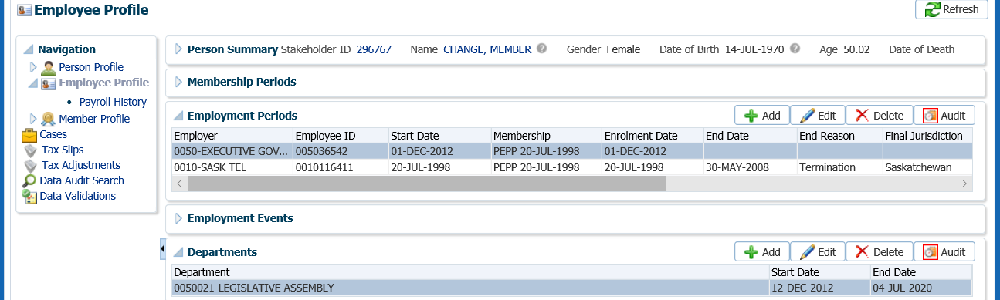 Employee Profile
Refresh
Navigation
Person Profile
Employee Profile
• Payroll History
Member Profile
Cases
Tax Slips
Tax Adjustments
Data Audit Search
Data Validations
Person Summary Stakeholder ID 296767 Name CHANGE, MEMBER Gender Female Date of Birth 14-JUL-1970 Age 50.02 Date of Death
Membership Periods
Employment Periods Add Edit Delete Audit
Employer Employee ID Start Date Membership Enrolment Date End Date End Reason Final Jurisdiction
0050-EXECUTIVE GOV... 005036542 01-DEC-2012 PEPP 20-JUL-1998 01-DEC-2012
0010-SASK TEL 0010116411 20-JUL-1998 PEPP 20-JUL-1998 20-JUL-1998 30-MAY-2008 Termination Saskatchewan
Employment Events
Departments Add Edit Delete Audit
Department Start Date End Date
0050021-LEGISLATIVE ASSEMBLY 12-DEC-2012 04-JUL-2020